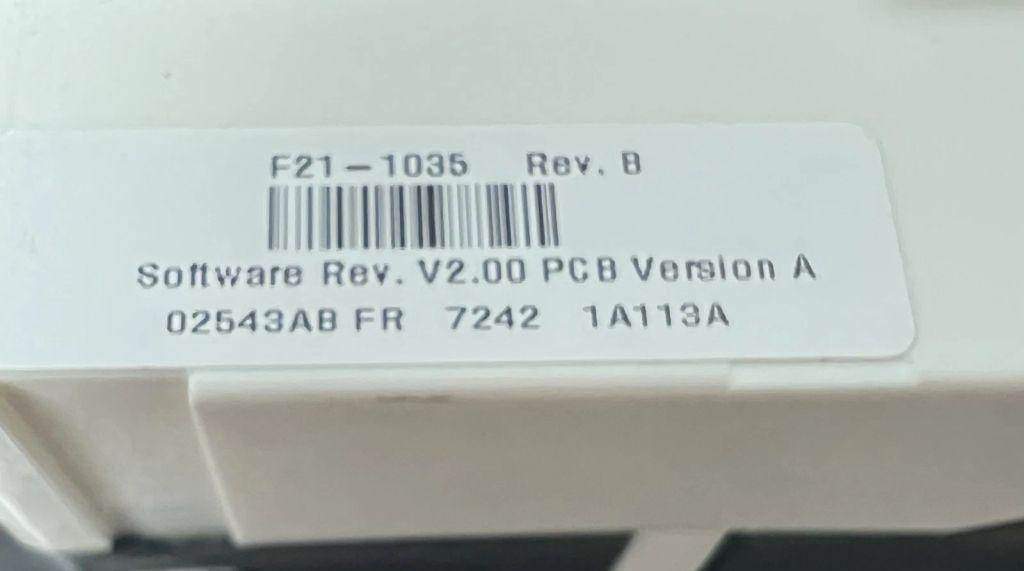 F21-1035 Rev. B
Software Rev. V2.00 PCB Version A
02543AB FR 7242 1A113A